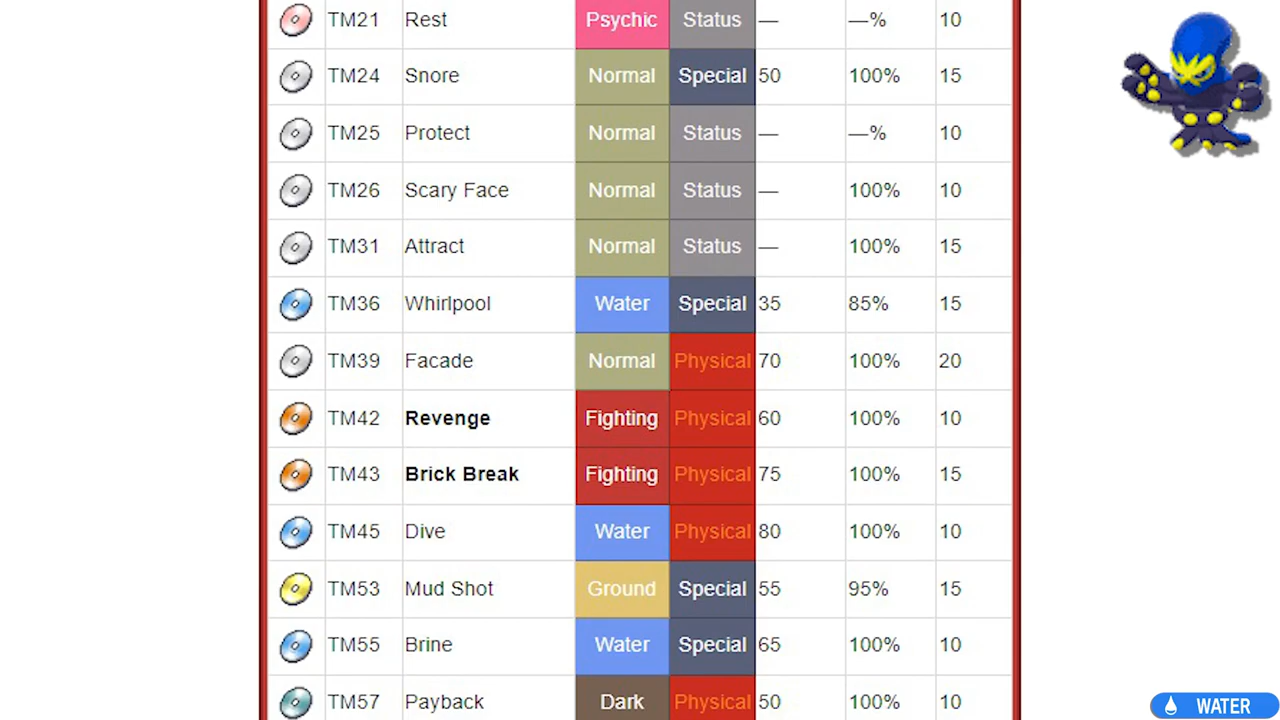 TM21 Rest Psychic Status — —% 10
TM24 Snore Normal Special 50 100% 15
TM25 Protect Normal Status — —% 10
TM26 Scary Face Normal Status — 100% 10
TM31 Attract Normal Status — 100% 15
TM36 Whirlpool Water Special 35 85% 15
TM39 Facade Normal Physical 70 100% 20
TM42 Revenge Fighting Physical 60 100% 10
TM43 Brick Break Fighting Physical 75 100% 15
TM45 Dive Water Physical 80 100% 10
TM53 Mud Shot Ground Special 55 95% 15
TM55 Brine Water Special 65 100% 10
TM57 Payback Dark Physical 50 100% 10
WATER